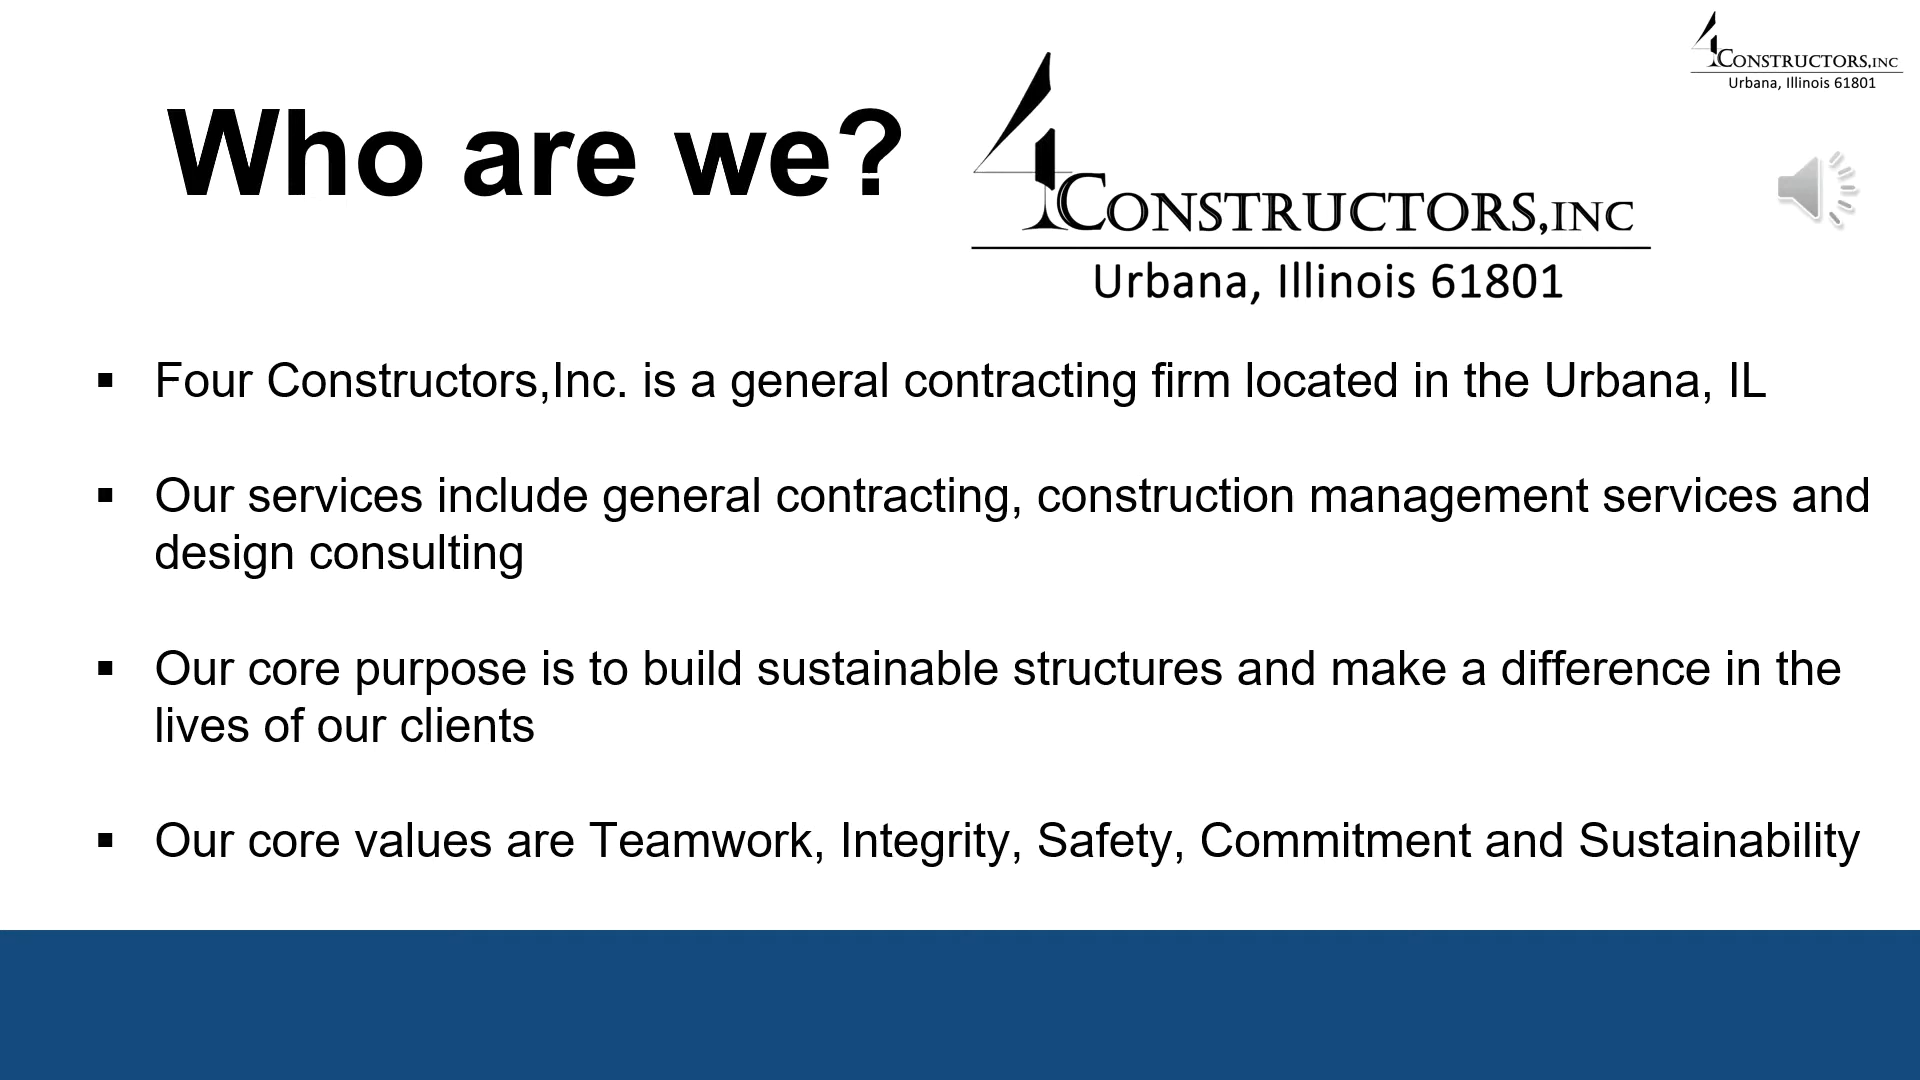 4Constructors,Inc
Urbana, Illinois 61801
Who are we?
4Constructors,Inc
Urbana, Illinois 61801
▪ Four Constructors,Inc. is a general contracting firm located in the Urbana, IL
▪ Our services include general contracting, construction management services and
design consulting
▪ Our core purpose is to build sustainable structures and make a difference in the
lives of our clients
▪ Our core values are Teamwork, Integrity, Safety, Commitment and Sustainability